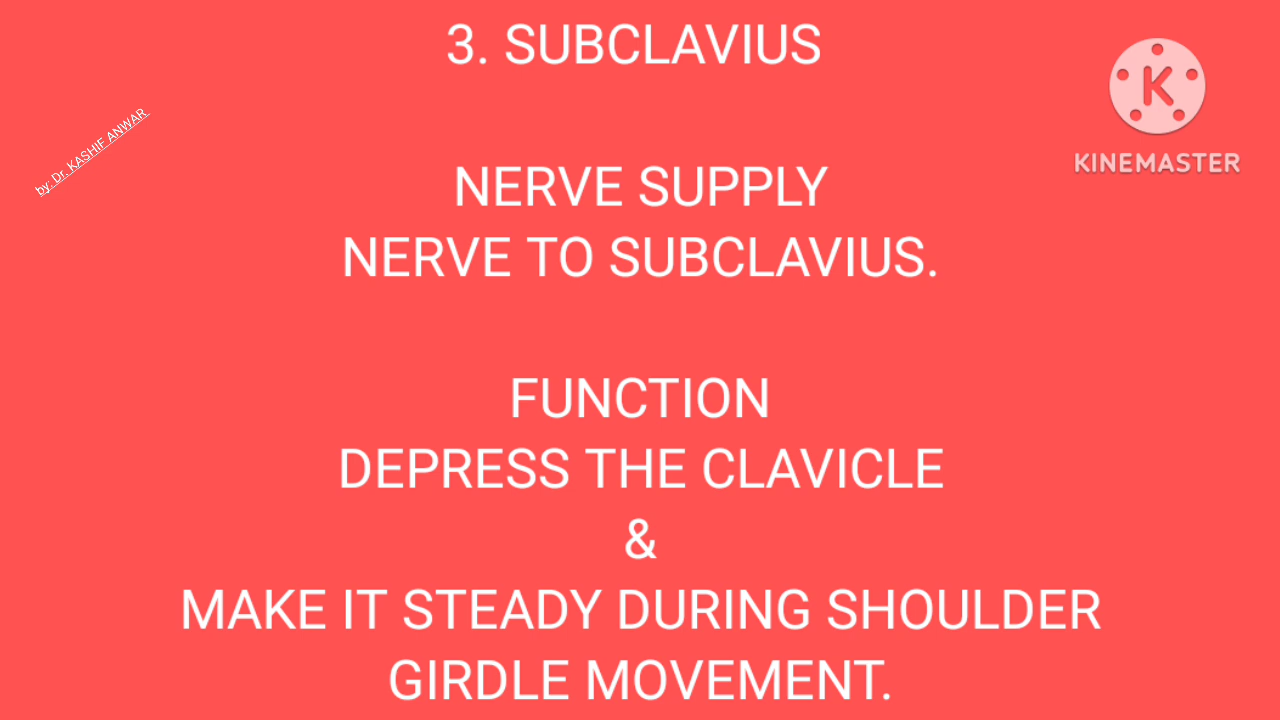 3. SUBCLAVIUS
by: Dr. KASHIF ANWAR
K
KINEMASTER
NERVE SUPPLY
NERVE TO SUBCLAVIUS.
FUNCTION
DEPRESS THE CLAVICLE
&
MAKE IT STEADY DURING SHOULDER
GIRDLE MOVEMENT.